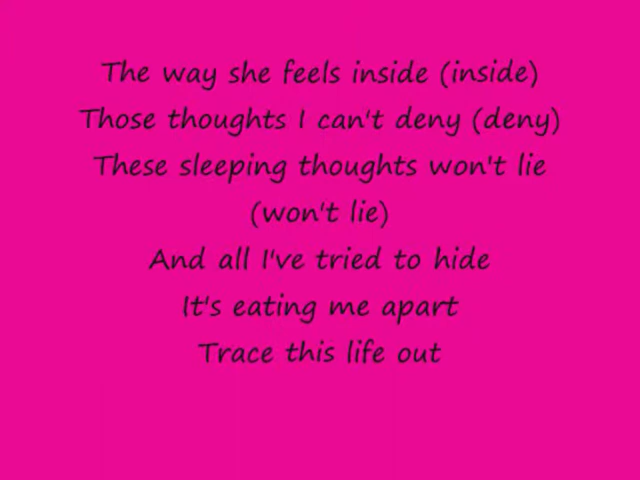 The way she feels inside (inside)
Those thoughts I can't deny (deny)
These sleeping thoughts won't lie
(won't lie)
And all I've tried to hide
It's eating me apart
Trace this life out